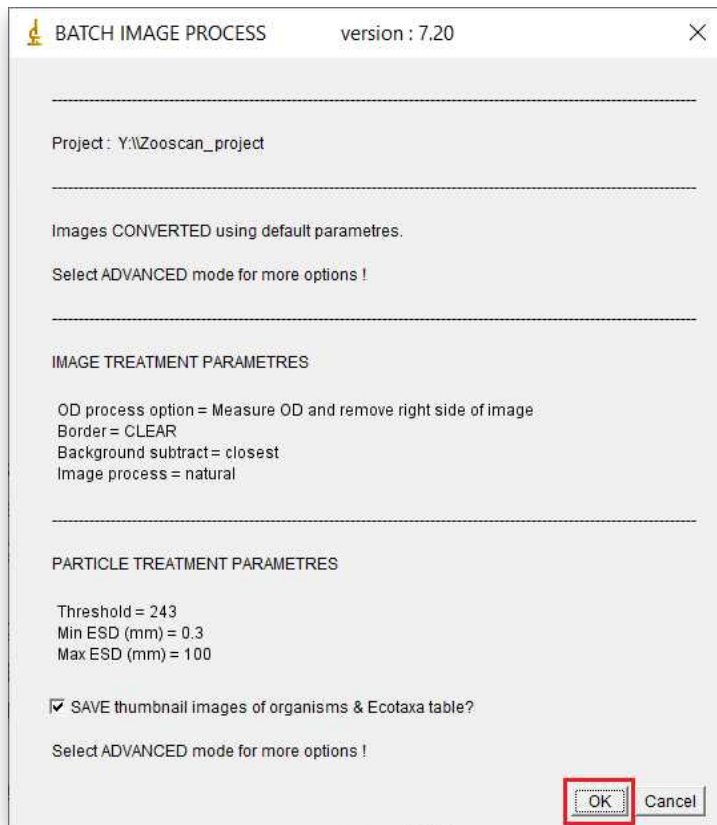 BATCH IMAGE PROCESS version : 7.20
Project : Y:\\Zooscan_project
Images CONVERTED using default parametres.
Select ADVANCED mode for more options !
IMAGE TREATMENT PARAMETRES
OD process option = Measure OD and remove right side of image
Border = CLEAR
Background subtract = closest
Image process = natural
PARTICLE TREATMENT PARAMETRES
Threshold = 243
Min ESD (mm) = 0.3
Max ESD (mm) = 100
SAVE thumbnail images of organisms & Ecotaxa table?
Select ADVANCED mode for more options !
OK Cancel